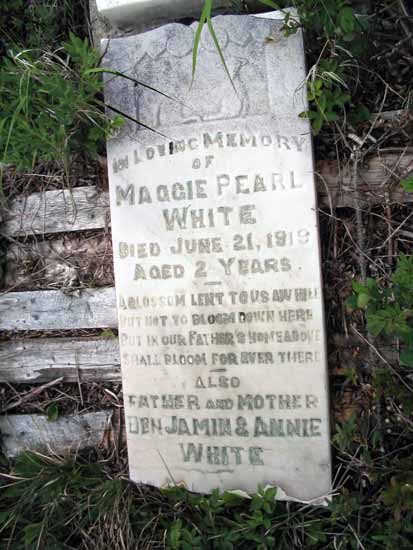 IN LOVING MEMORY
OF
MAGGIE PEARL
WHITE
DIED JUNE 21, 1919
AGED 2 YEARS
A BLOSSOM LENT TO US AWHILE
BUT NOT TO BLOOM DOWN HERE
BUT IN OUR FATHER'S HOME ABOVE
SHALL BLOOM FOR EVER THERE
ALSO
FATHER AND MOTHER
BENJAMIN & ANNIE
WHITE